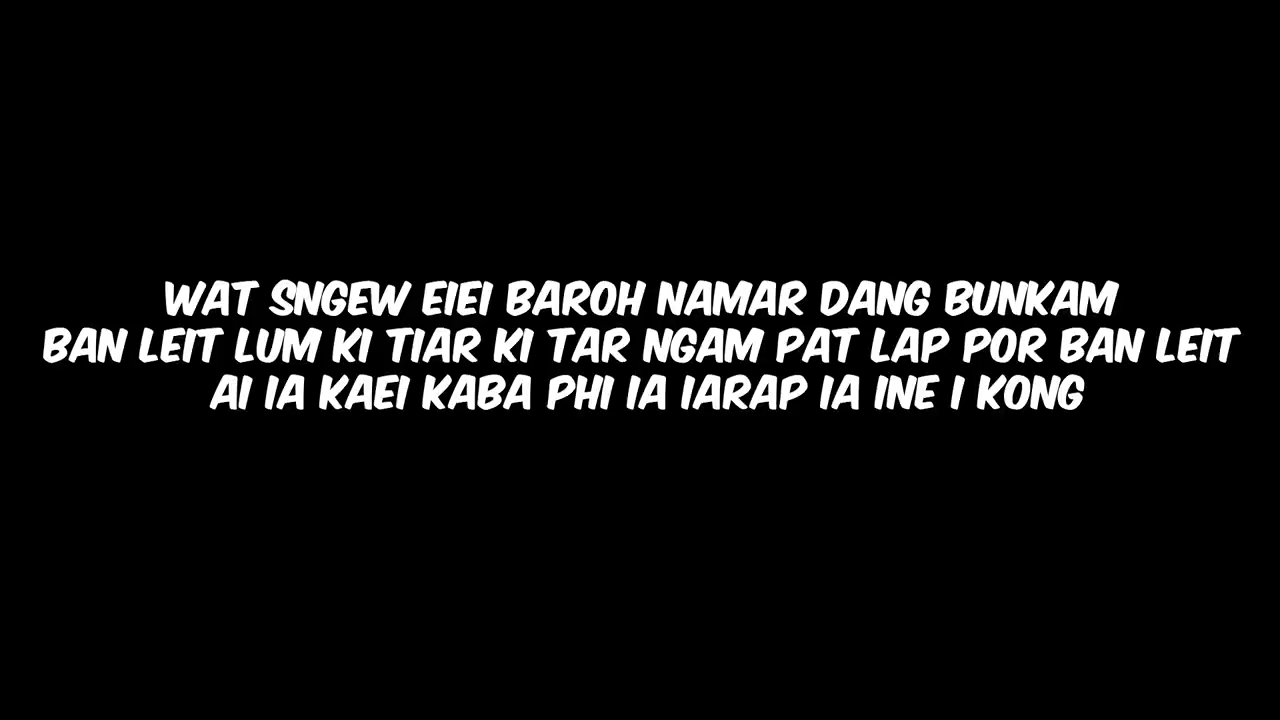 WAT SNGEW EIEI BAROH NAMAR DANG BUNKAM
BAN LEIT LUM KI TIAR KI TAR NGAM PAT LAP POR BAN LEIT
AI IA KAEI KABA PHI IA IARAP IA INE I KONG